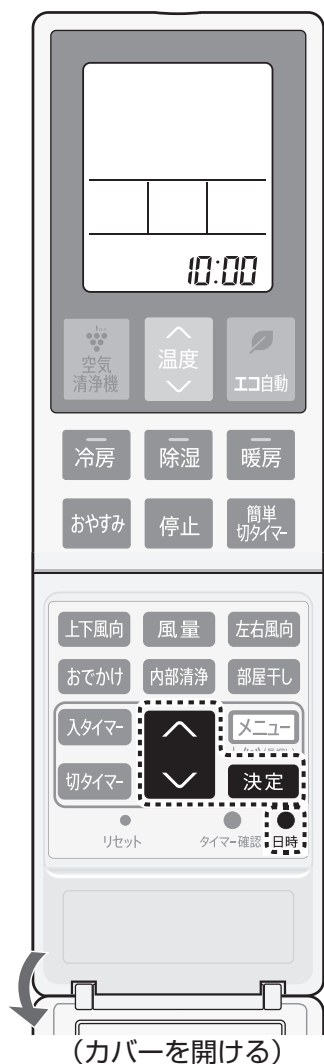 10:00
空気
清浄機
温度
エコ自動
冷房
除湿
暖房
おやすみ
停止
簡単
切タイマー
上下風向
風量
左右風向
おでかけ
内部清浄
部屋干し
入タイマー
メニュー
切タイマー
決定
リセット
タイマー確認
日時
(カバーを開ける)